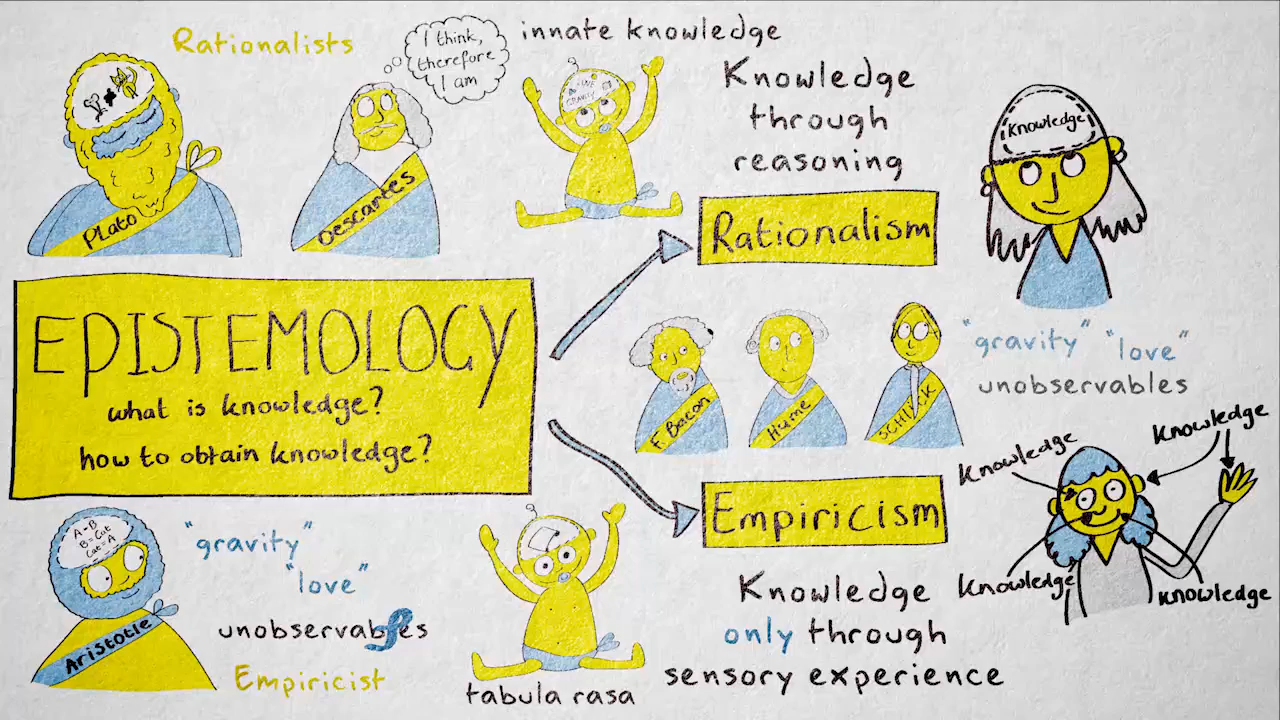 Rationalists
I think,
therefore
I am
innate knowledge
Knowledge
through
reasoning
Knowledge
GRAVITY
Plato
Descartes
Rationalism
EPISTEMOLOGY
what is knowledge?
how to obtain knowledge?
F. Bacon
Hume
SCHLICK
"gravity" "love"
unobservables
Empiricism
Knowledge
Knowledge
Knowledge
Knowledge
A=B
B=Cat
Cat=A
Aristotle
"gravity"
"love"
unobservables
Empiricist
tabula rasa
Knowledge
only through
sensory experience